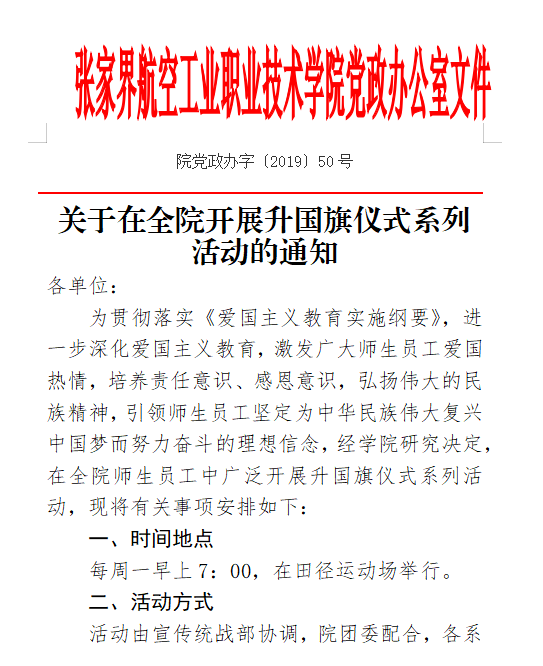 张家界航空工业职业技术学院党政办公室文件
院党政办字〔2019〕50号
关于在全院开展升国旗仪式系列
活动的通知
各单位：
为贯彻落实《爱国主义教育实施纲要》，进
一步深化爱国主义教育，激发广大师生员工爱国
热情，培养责任意识、感恩意识，弘扬伟大的民
族精神，引领师生员工坚定为中华民族伟大复兴
中国梦而努力奋斗的理想信念，经学院研究决定，
在全院师生员工中广泛开展升国旗仪式系列活
动，现将有关事项安排如下：
一、时间地点
每周一早上7：00，在田径运动场举行。
二、活动方式
活动由宣传统战部协调，院团委配合，各系